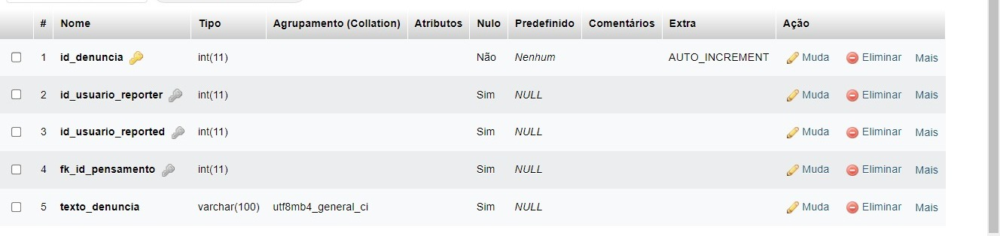 # Nome Tipo Agrupamento (Collation) Atributos Nulo Predefinido Comentários Extra Ação
1 id_denuncia int(11) Não Nenhum AUTO_INCREMENT Muda Eliminar Mais
2 id_usuario_reporter int(11) Sim NULL Muda Eliminar Mais
3 id_usuario_reported int(11) Sim NULL Muda Eliminar Mais
4 fk_id_pensamento int(11) Sim NULL Muda Eliminar Mais
5 texto_denuncia varchar(100) utf8mb4_general_ci Sim NULL Muda Eliminar Mais